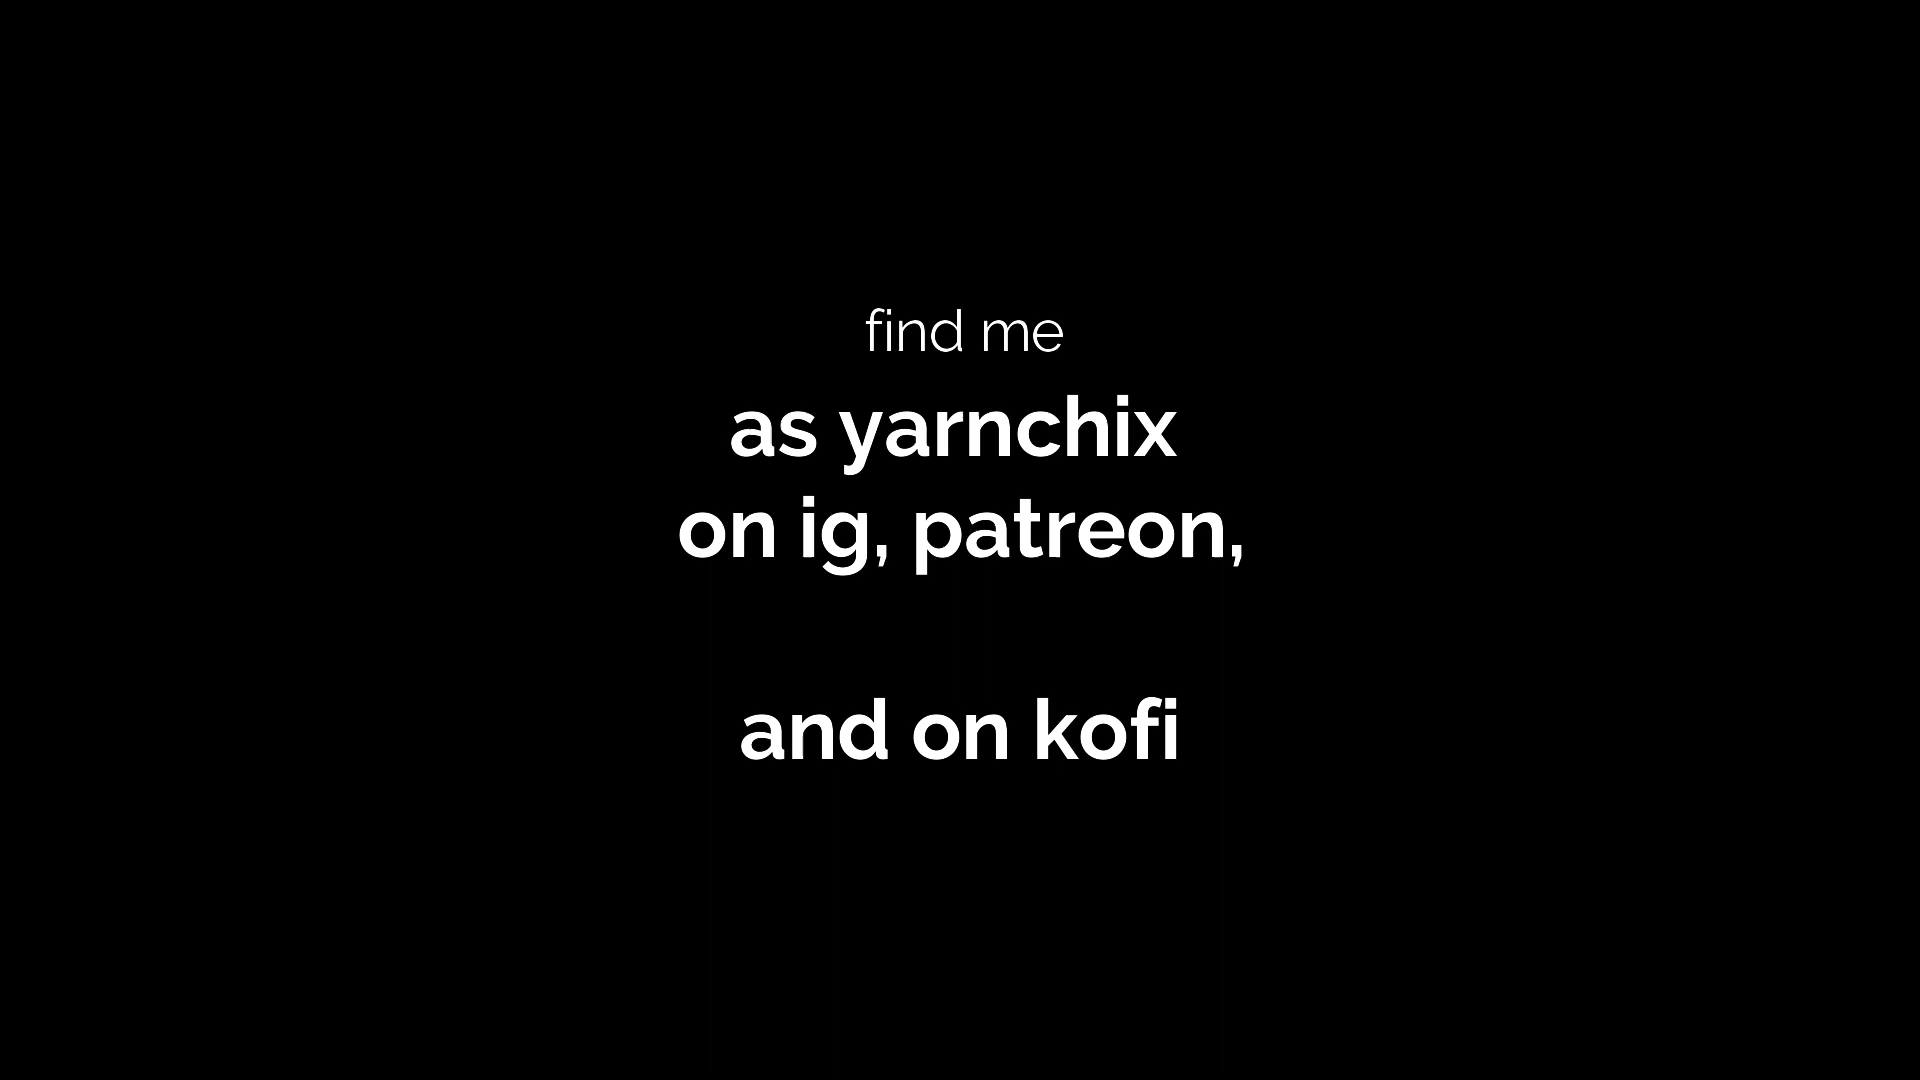 find me
as yarnchix
on ig, patreon,
and on kofi